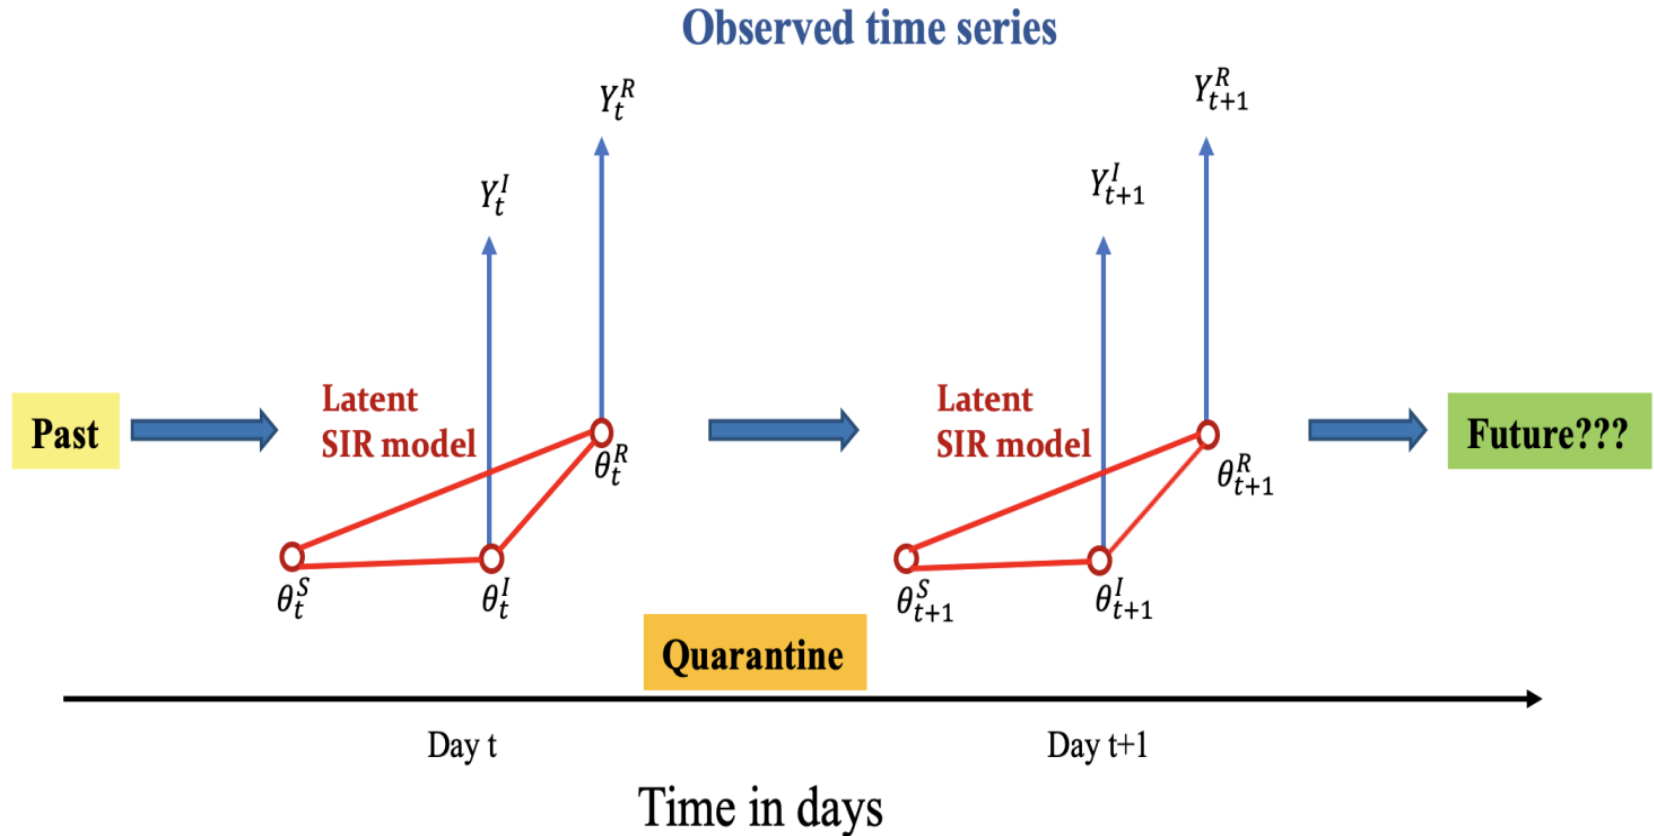 Observed time series
Y_t^R
Y_{t+1}^R
Y_t^I
Y_{t+1}^I
Past
Latent
SIR model
Latent
SIR model
Future???
θ_t^R
θ_{t+1}^R
θ_t^S
θ_t^I
θ_{t+1}^S
θ_{t+1}^I
Quarantine
Day t
Day t+1
Time in days